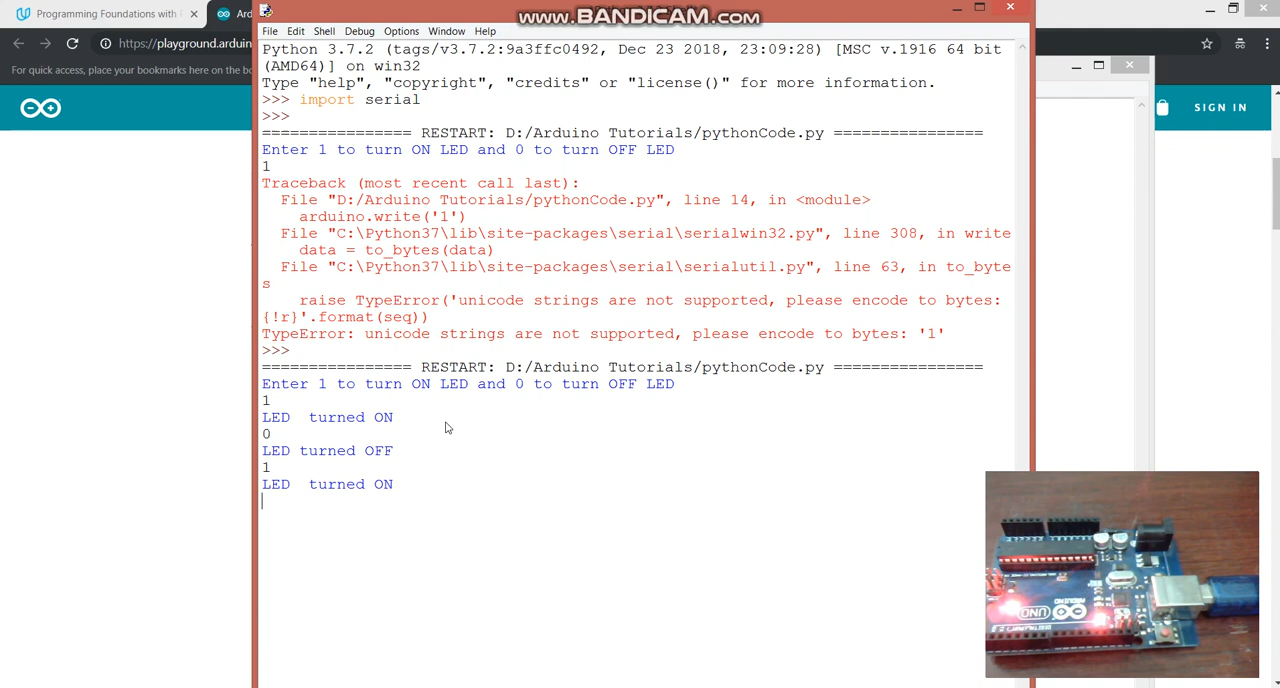 www.BANDICAM.com
Programming Foundations with
Ar
https://playground.arduin
For quick access, place your bookmarks here on the bo
SIGN IN
File Edit Shell Debug Options Window Help
Python 3.7.2 (tags/v3.7.2:9a3ffc0492, Dec 23 2018, 23:09:28) [MSC v.1916 64 bit
(AMD64)] on win32
Type "help", "copyright", "credits" or "license()" for more information.
>>> import serial
>>>
================ RESTART: D:/Arduino Tutorials/pythonCode.py ================
Enter 1 to turn ON LED and 0 to turn OFF LED
1
Traceback (most recent call last):
File "D:/Arduino Tutorials/pythonCode.py", line 14, in <module>
arduino.write('1')
File "C:\Python37\lib\site-packages\serial\serialwin32.py", line 308, in write
data = to_bytes(data)
File "C:\Python37\lib\site-packages\serial\serialutil.py", line 63, in to_byte
s
raise TypeError('unicode strings are not supported, please encode to bytes:
{!r}'.format(seq))
TypeError: unicode strings are not supported, please encode to bytes: '1'
>>>
================ RESTART: D:/Arduino Tutorials/pythonCode.py ================
Enter 1 to turn ON LED and 0 to turn OFF LED
1
LED  turned ON
0
LED turned OFF
1
LED  turned ON
UNO